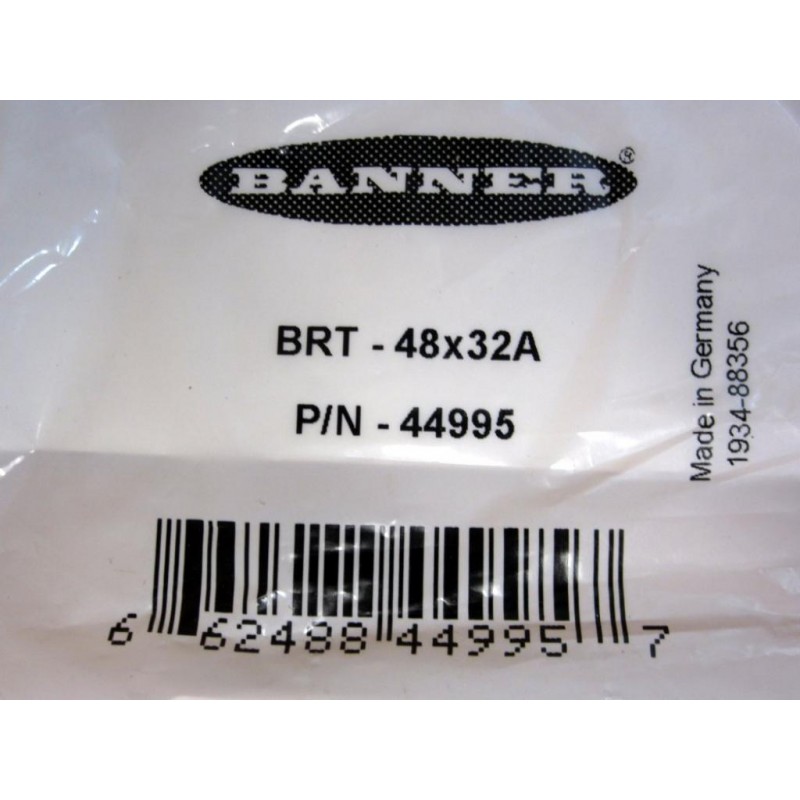 BANNER®
BRT - 48x32A
P/N - 44995
Made in Germany
1934-88356
6 62488 44995 7